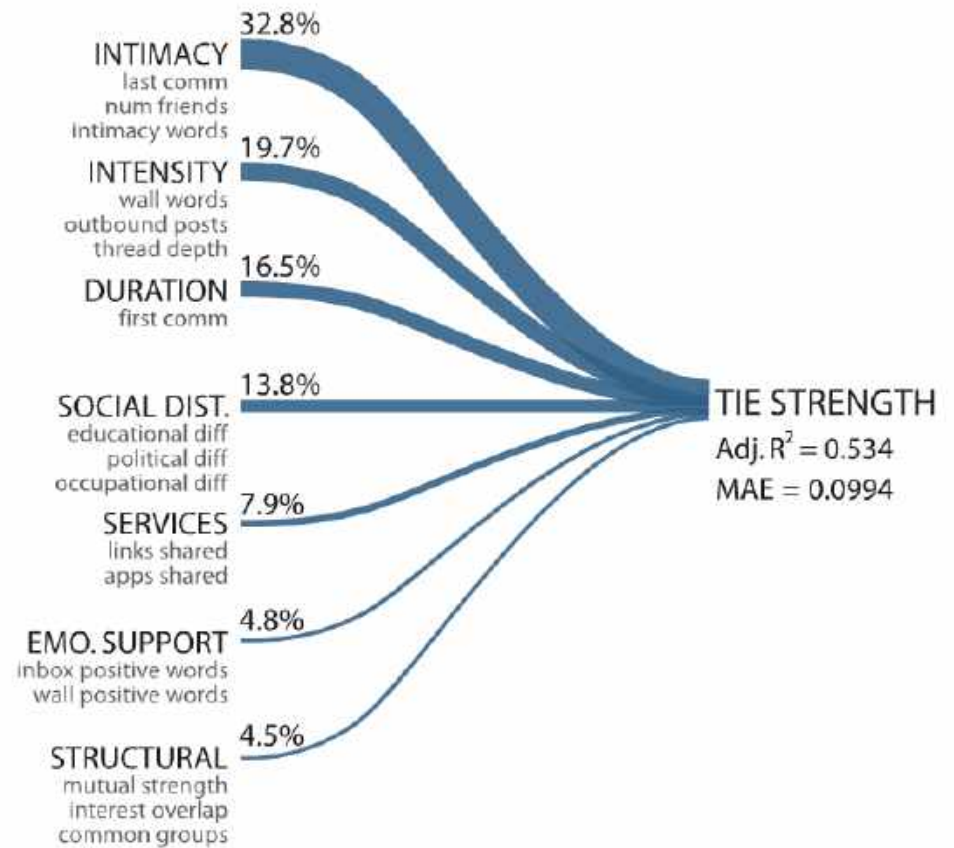 32.8%
INTIMACY
last comm
num friends
intimacy words
19.7%
INTENSITY
wall words
outbound posts
thread depth
16.5%
DURATION
first comm
13.8%
SOCIAL DIST.
educational diff
political diff
occupational diff
7.9%
SERVICES
links shared
apps shared
4.8%
EMO. SUPPORT
inbox positive words
wall positive words
4.5%
STRUCTURAL
mutual strength
interest overlap
common groups
TIE STRENGTH
Adj. R² = 0.534
MAE = 0.0994